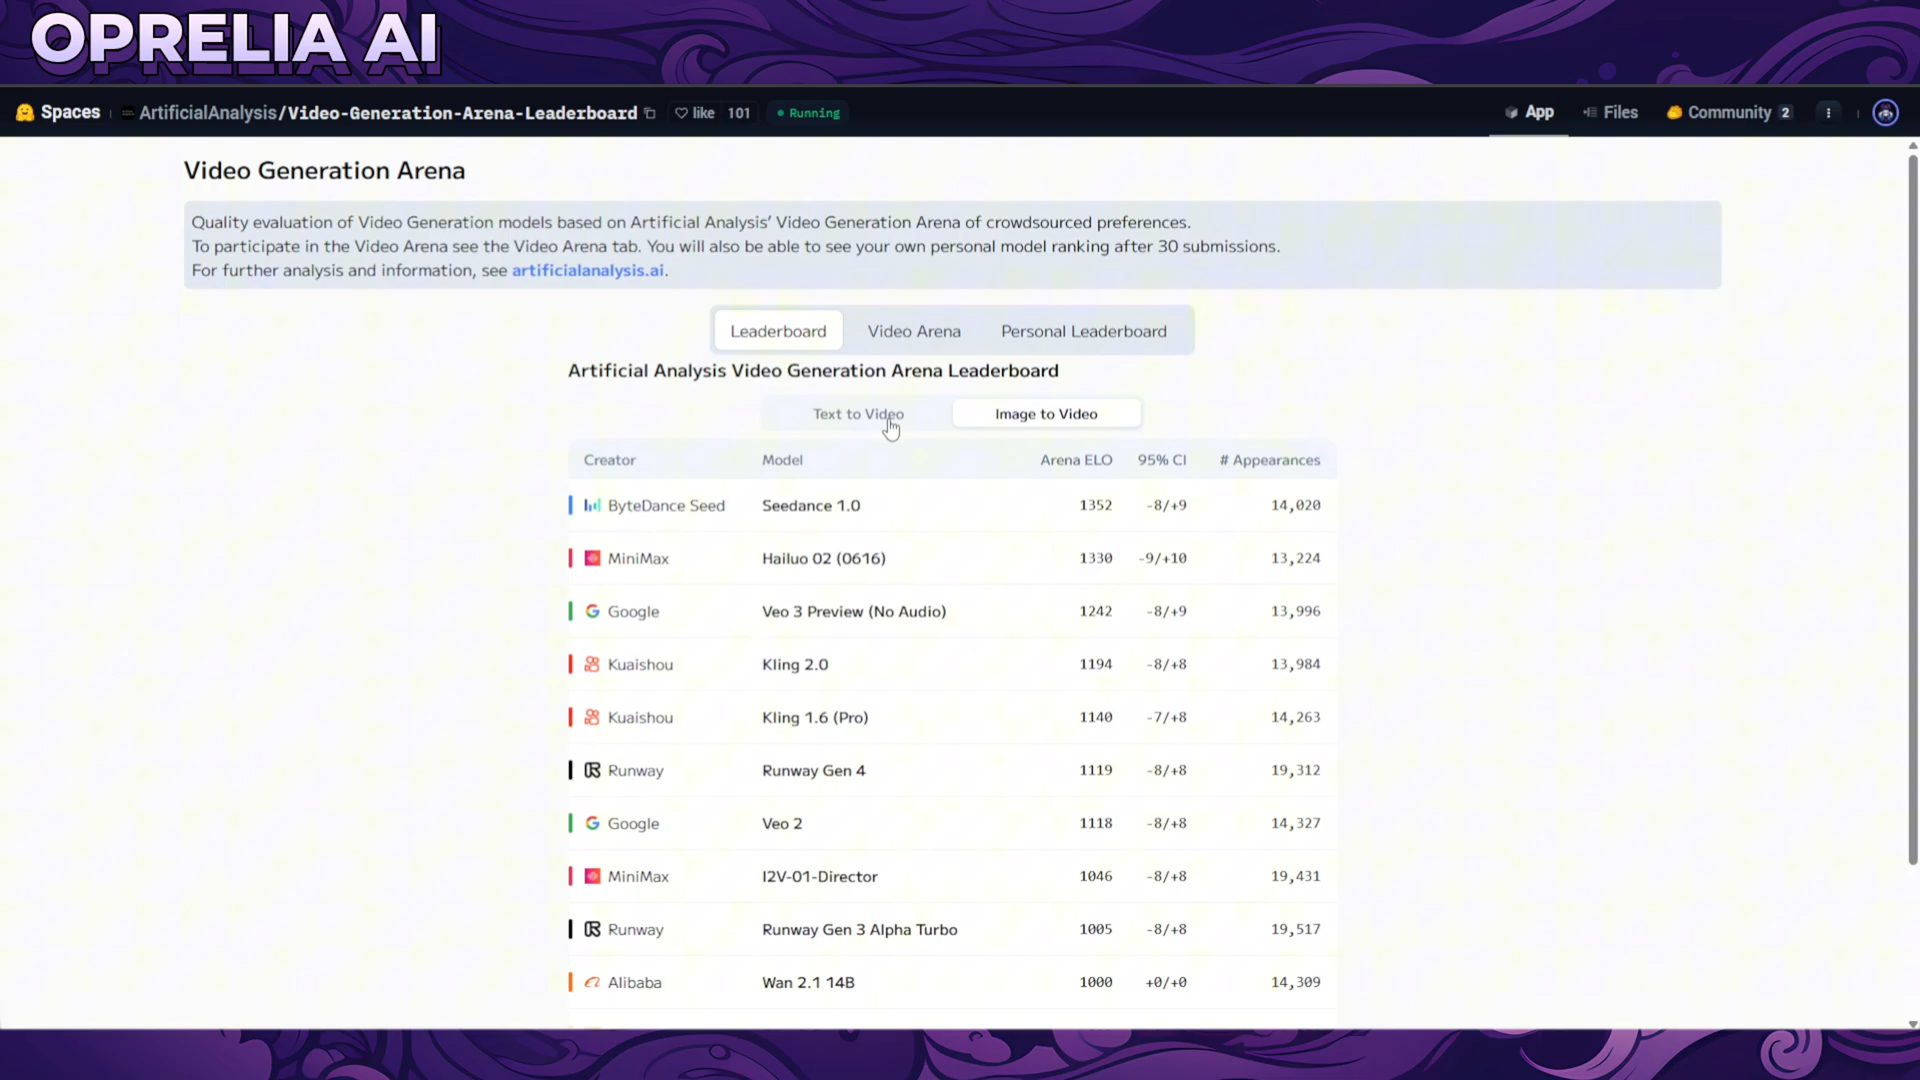 OPRELIA AI
Spaces ArtificialAnalysis/Video-Generation-Arena-Leaderboard like 101 Running App Files Community 2
Video Generation Arena
Quality evaluation of Video Generation models based on Artificial Analysis' Video Generation Arena of crowdsourced preferences.
To participate in the Video Arena see the Video Arena tab. You will also be able to see your own personal model ranking after 30 submissions.
For further analysis and information, see artificialanalysis.ai.
Leaderboard Video Arena Personal Leaderboard
Artificial Analysis Video Generation Arena Leaderboard
Text to Video Image to Video
Creator Model Arena ELO 95% CI # Appearances
ByteDance Seed Seedance 1.0 1352 -8/+9 14,020
MiniMax Hailuo 02 (0616) 1330 -9/+10 13,224
Google Veo 3 Preview (No Audio) 1242 -8/+9 13,996
Kuaishou Kling 2.0 1194 -8/+8 13,984
Kuaishou Kling 1.6 (Pro) 1140 -7/+8 14,263
Runway Runway Gen 4 1119 -8/+8 19,312
Google Veo 2 1118 -8/+8 14,327
MiniMax I2V-01-Director 1046 -8/+8 19,431
Runway Runway Gen 3 Alpha Turbo 1005 -8/+8 19,517
Alibaba Wan 2.1 14B 1000 +0/+0 14,309